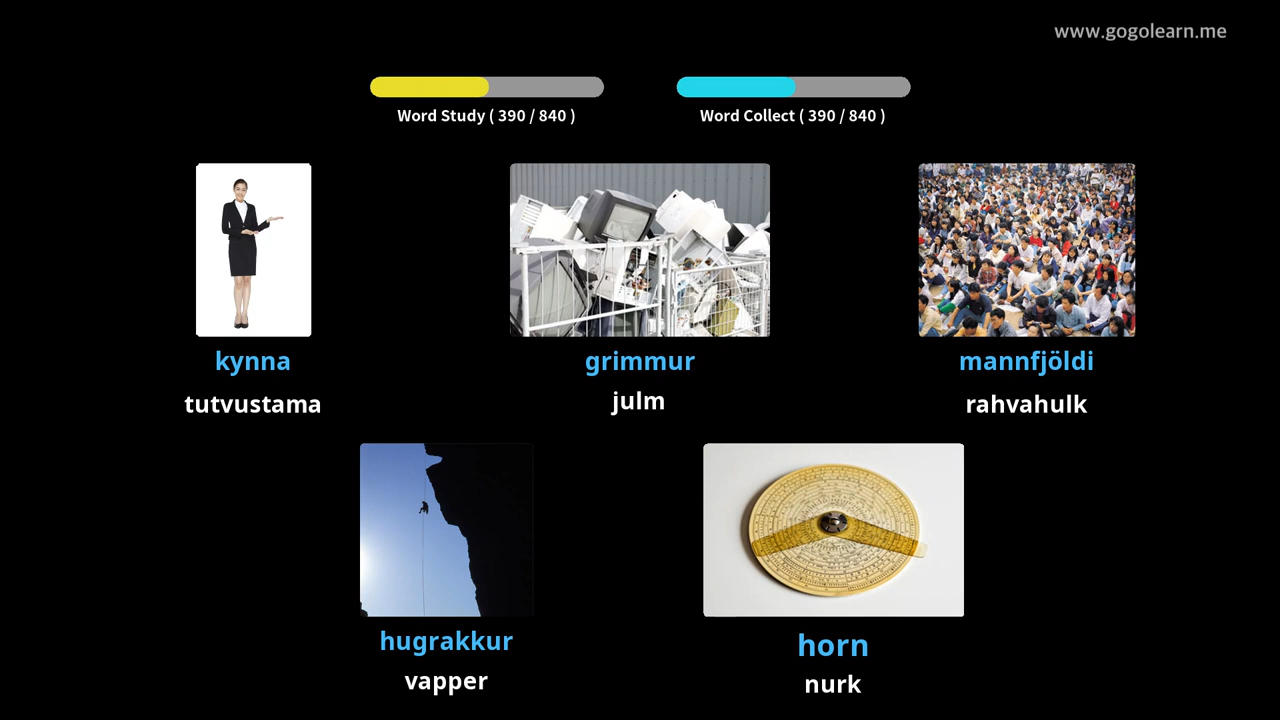 www.gogolearn.me
Word Study ( 390 / 840 )
Word Collect ( 390 / 840 )
kynna
tutvustama
grimmur
julm
mannfjöldi
rahvahulk
hugrakkur
vapper
horn
nurk